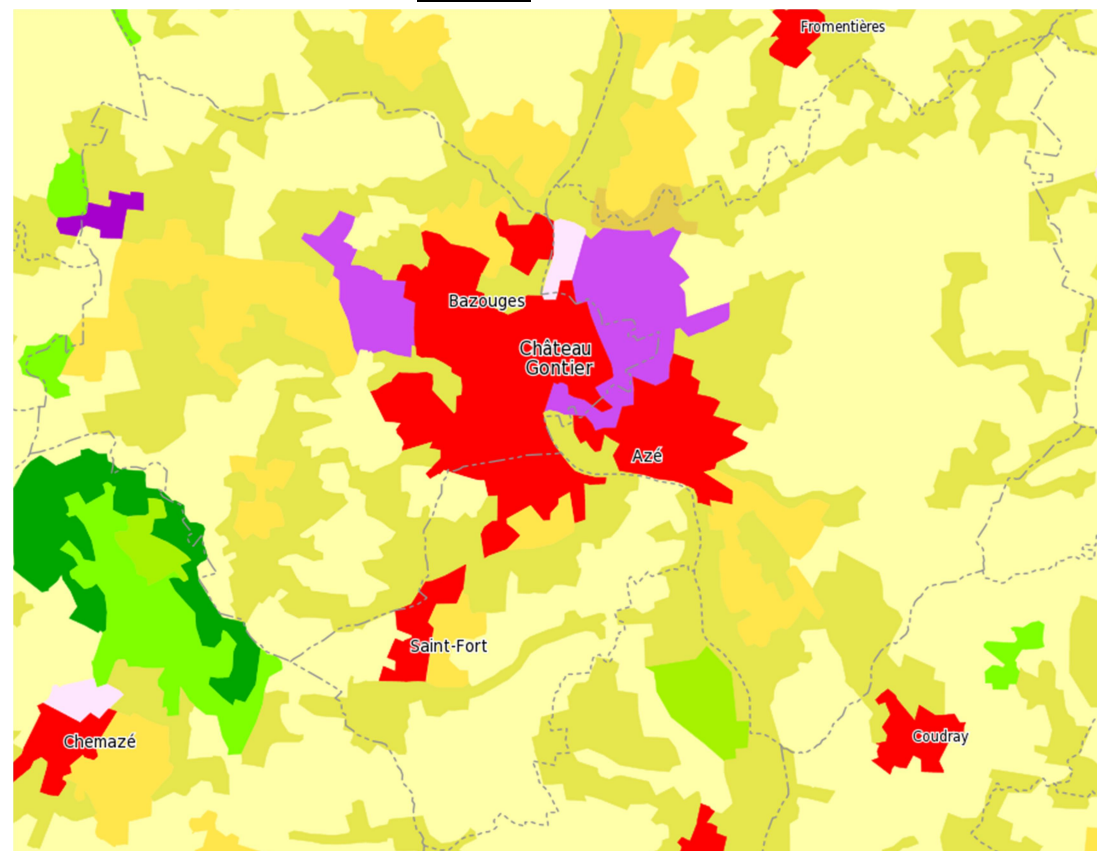 Fromentières
Bazouges
Château
Gontier
Azé
Saint-Fort
Chemazé
Coudray